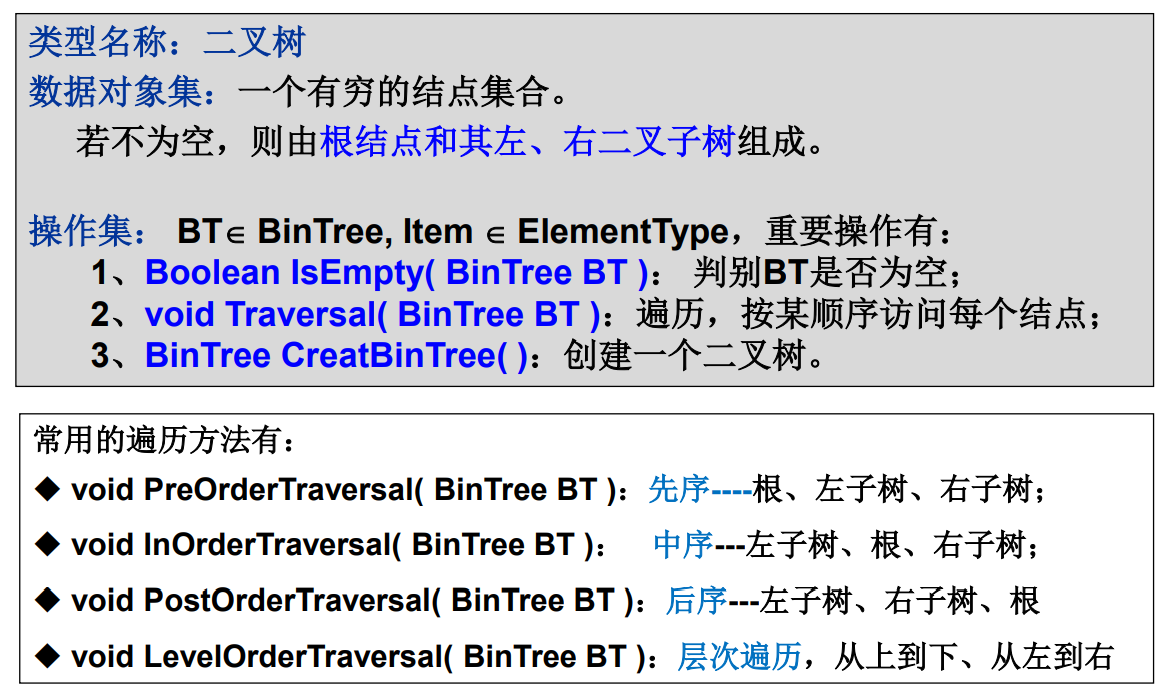 类型名称：二叉树
数据对象集：一个有穷的结点集合。
若不为空，则由根结点和其左、右二叉子树组成。
操作集： BT∈ BinTree, Item ∈ ElementType，重要操作有：
1、Boolean IsEmpty( BinTree BT )： 判别BT是否为空；
2、void Traversal( BinTree BT )：遍历，按某顺序访问每个结点；
3、BinTree CreatBinTree( )：创建一个二叉树。
常用的遍历方法有：
◆ void PreOrderTraversal( BinTree BT )：先序----根、左子树、右子树；
◆ void InOrderTraversal( BinTree BT )： 中序---左子树、根、右子树；
◆ void PostOrderTraversal( BinTree BT )：后序---左子树、右子树、根
◆ void LevelOrderTraversal( BinTree BT )：层次遍历，从上到下、从左到右